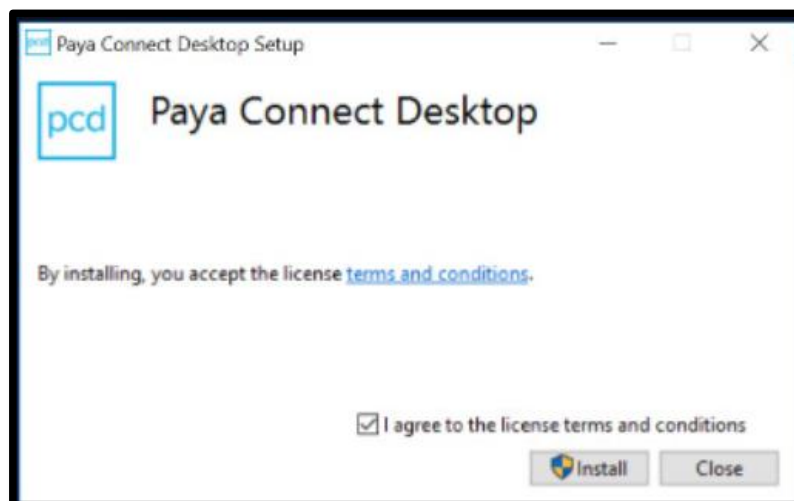 Paya Connect Desktop Setup
pcd
Paya Connect Desktop
By installing, you accept the license terms and conditions.
I agree to the license terms and conditions
Install
Close